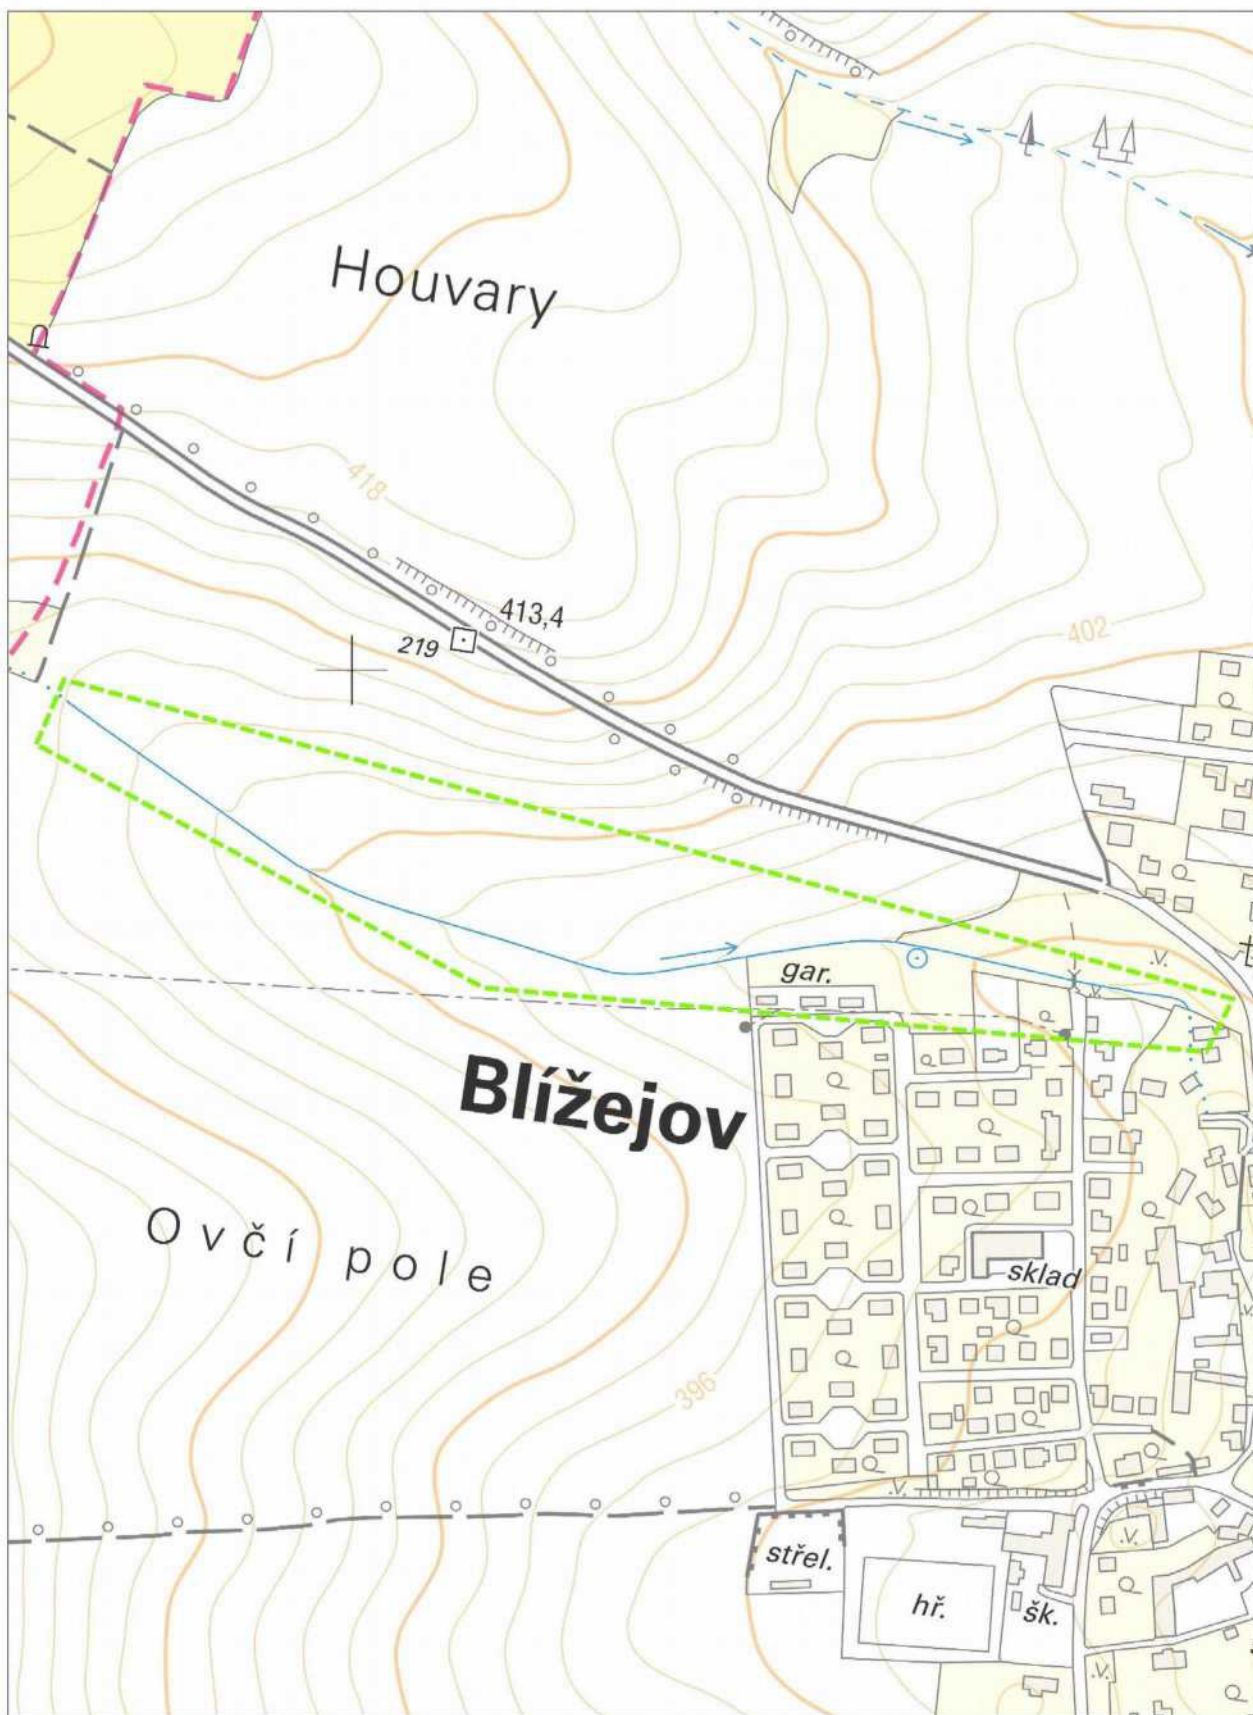 Houvary
418
413,4
219
402
.v.
.v.
gar.
Blížejov
Ovčí pole
sklad
.v.
396
.v.
střel.
.v.
hř.
šk.
.v.